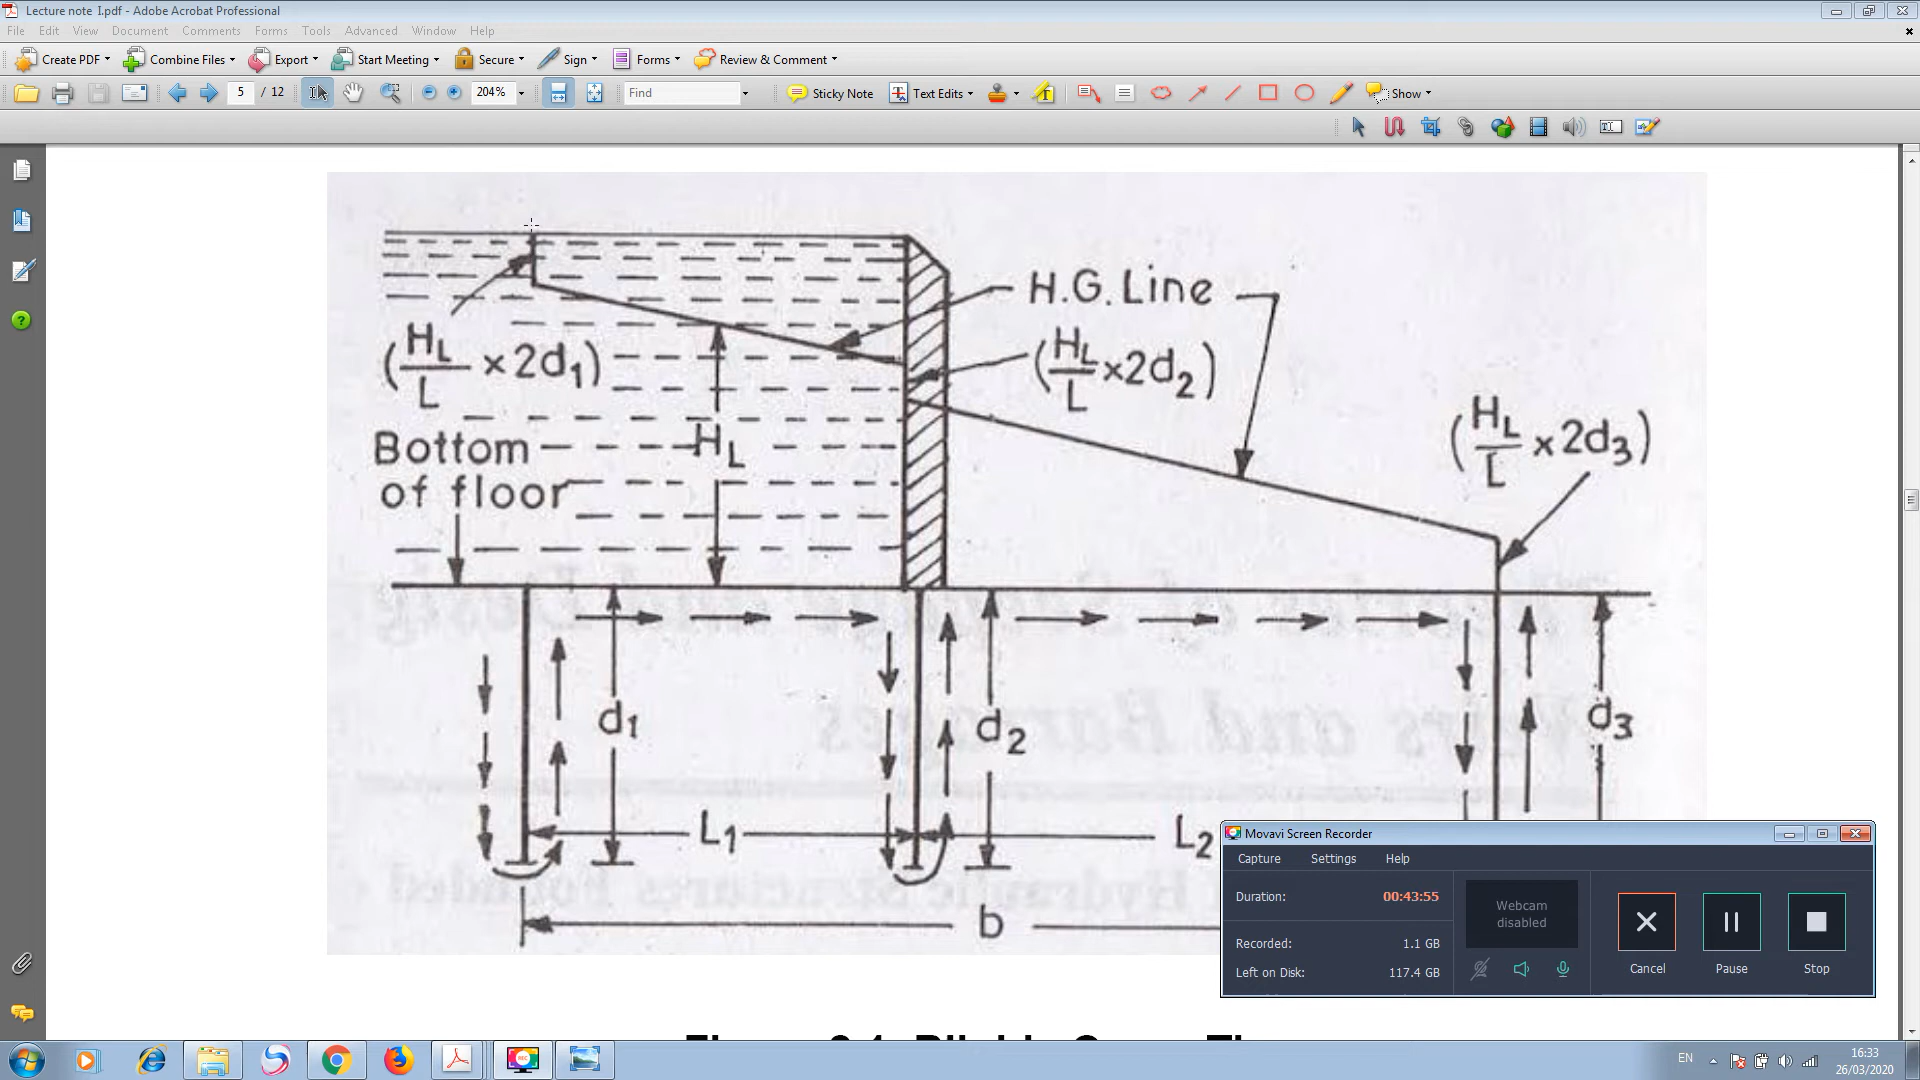 Lecture note I.pdf - Adobe Acrobat Professional
File Edit View Document Comments Forms Tools Advanced Window Help
Create PDF Combine Files Export Start Meeting Secure Sign Forms Review & Comment
5 / 12 204% Find Sticky Note Text Edits Show
H.G. Line
(HL/L × 2d1)
(HL/L × 2d2)
(HL/L × 2d3)
Bottom
of floor
HL
d1
d2
d3
L1
L2
b
Movavi Screen Recorder
Capture Settings Help
Duration: 00:43:55
Webcam
disabled
Recorded: 1.1 GB
Left on Disk: 117.4 GB
Cancel Pause Stop
EN
16:33
26/03/2020